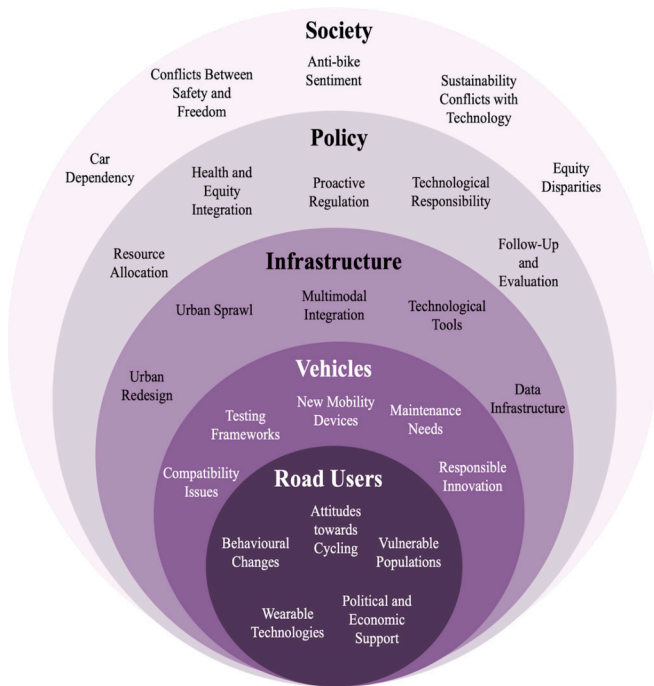 Society
Anti-bike
Sentiment
Conflicts Between
Safety and
Freedom
Sustainability
Conflicts with
Technology
Car
Dependency
Equity
Disparities
Policy
Health and
Equity
Integration
Proactive
Regulation
Technological
Responsibility
Resource
Allocation
Follow-Up
and
Evaluation
Infrastructure
Urban Sprawl
Multimodal
Integration
Technological
Tools
Urban
Redesign
Data
Infrastructure
Vehicles
Testing
Frameworks
New Mobility
Devices
Maintenance
Needs
Compatibility
Issues
Responsible
Innovation
Road Users
Attitudes
towards
Cycling
Behavioural
Changes
Vulnerable
Populations
Wearable
Technologies
Political and
Economic
Support